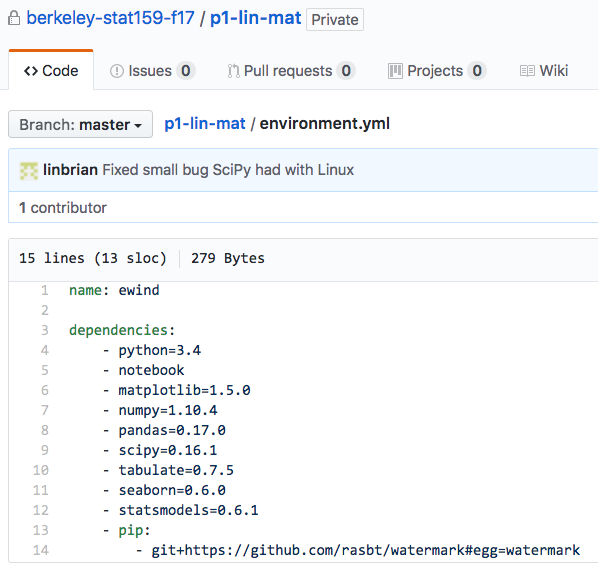 berkeley-stat159-f17 / p1-lin-mat Private
Code Issues 0 Pull requests 0 Projects 0 Wiki
Branch: master p1-lin-mat / environment.yml
linbrian Fixed small bug SciPy had with Linux
1 contributor
15 lines (13 sloc) 279 Bytes
1 name: ewind
2
3 dependencies:
4 - python=3.4
5 - notebook
6 - matplotlib=1.5.0
7 - numpy=1.10.4
8 - pandas=0.17.0
9 - scipy=0.16.1
10 - tabulate=0.7.5
11 - seaborn=0.6.0
12 - statsmodels=0.6.1
13 - pip:
14 - git+https://github.com/rasbt/watermark#egg=watermark